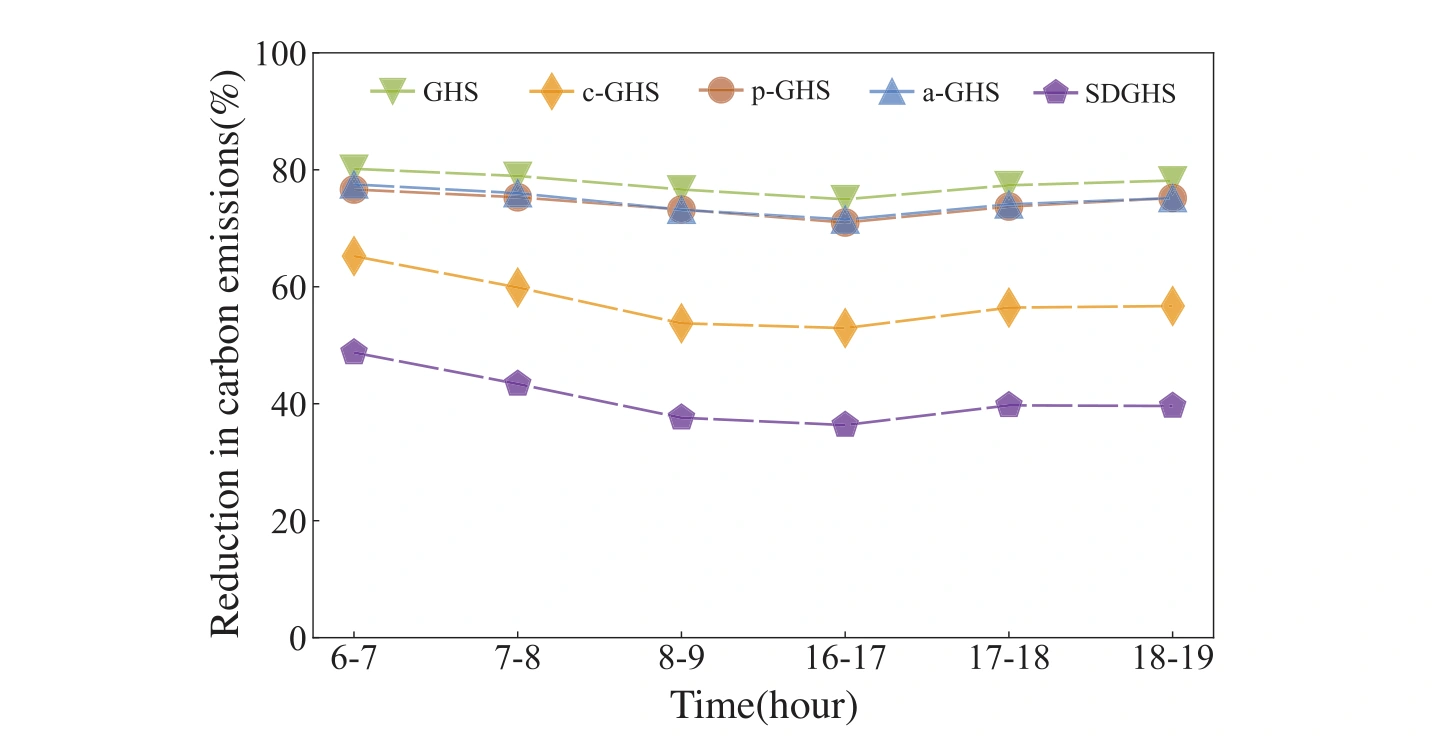 Reduction in carbon emissions(%)
100
80
60
40
20
0
GHS c-GHS p-GHS a-GHS SDGHS
6-7 7-8 8-9 16-17 17-18 18-19
Time(hour)